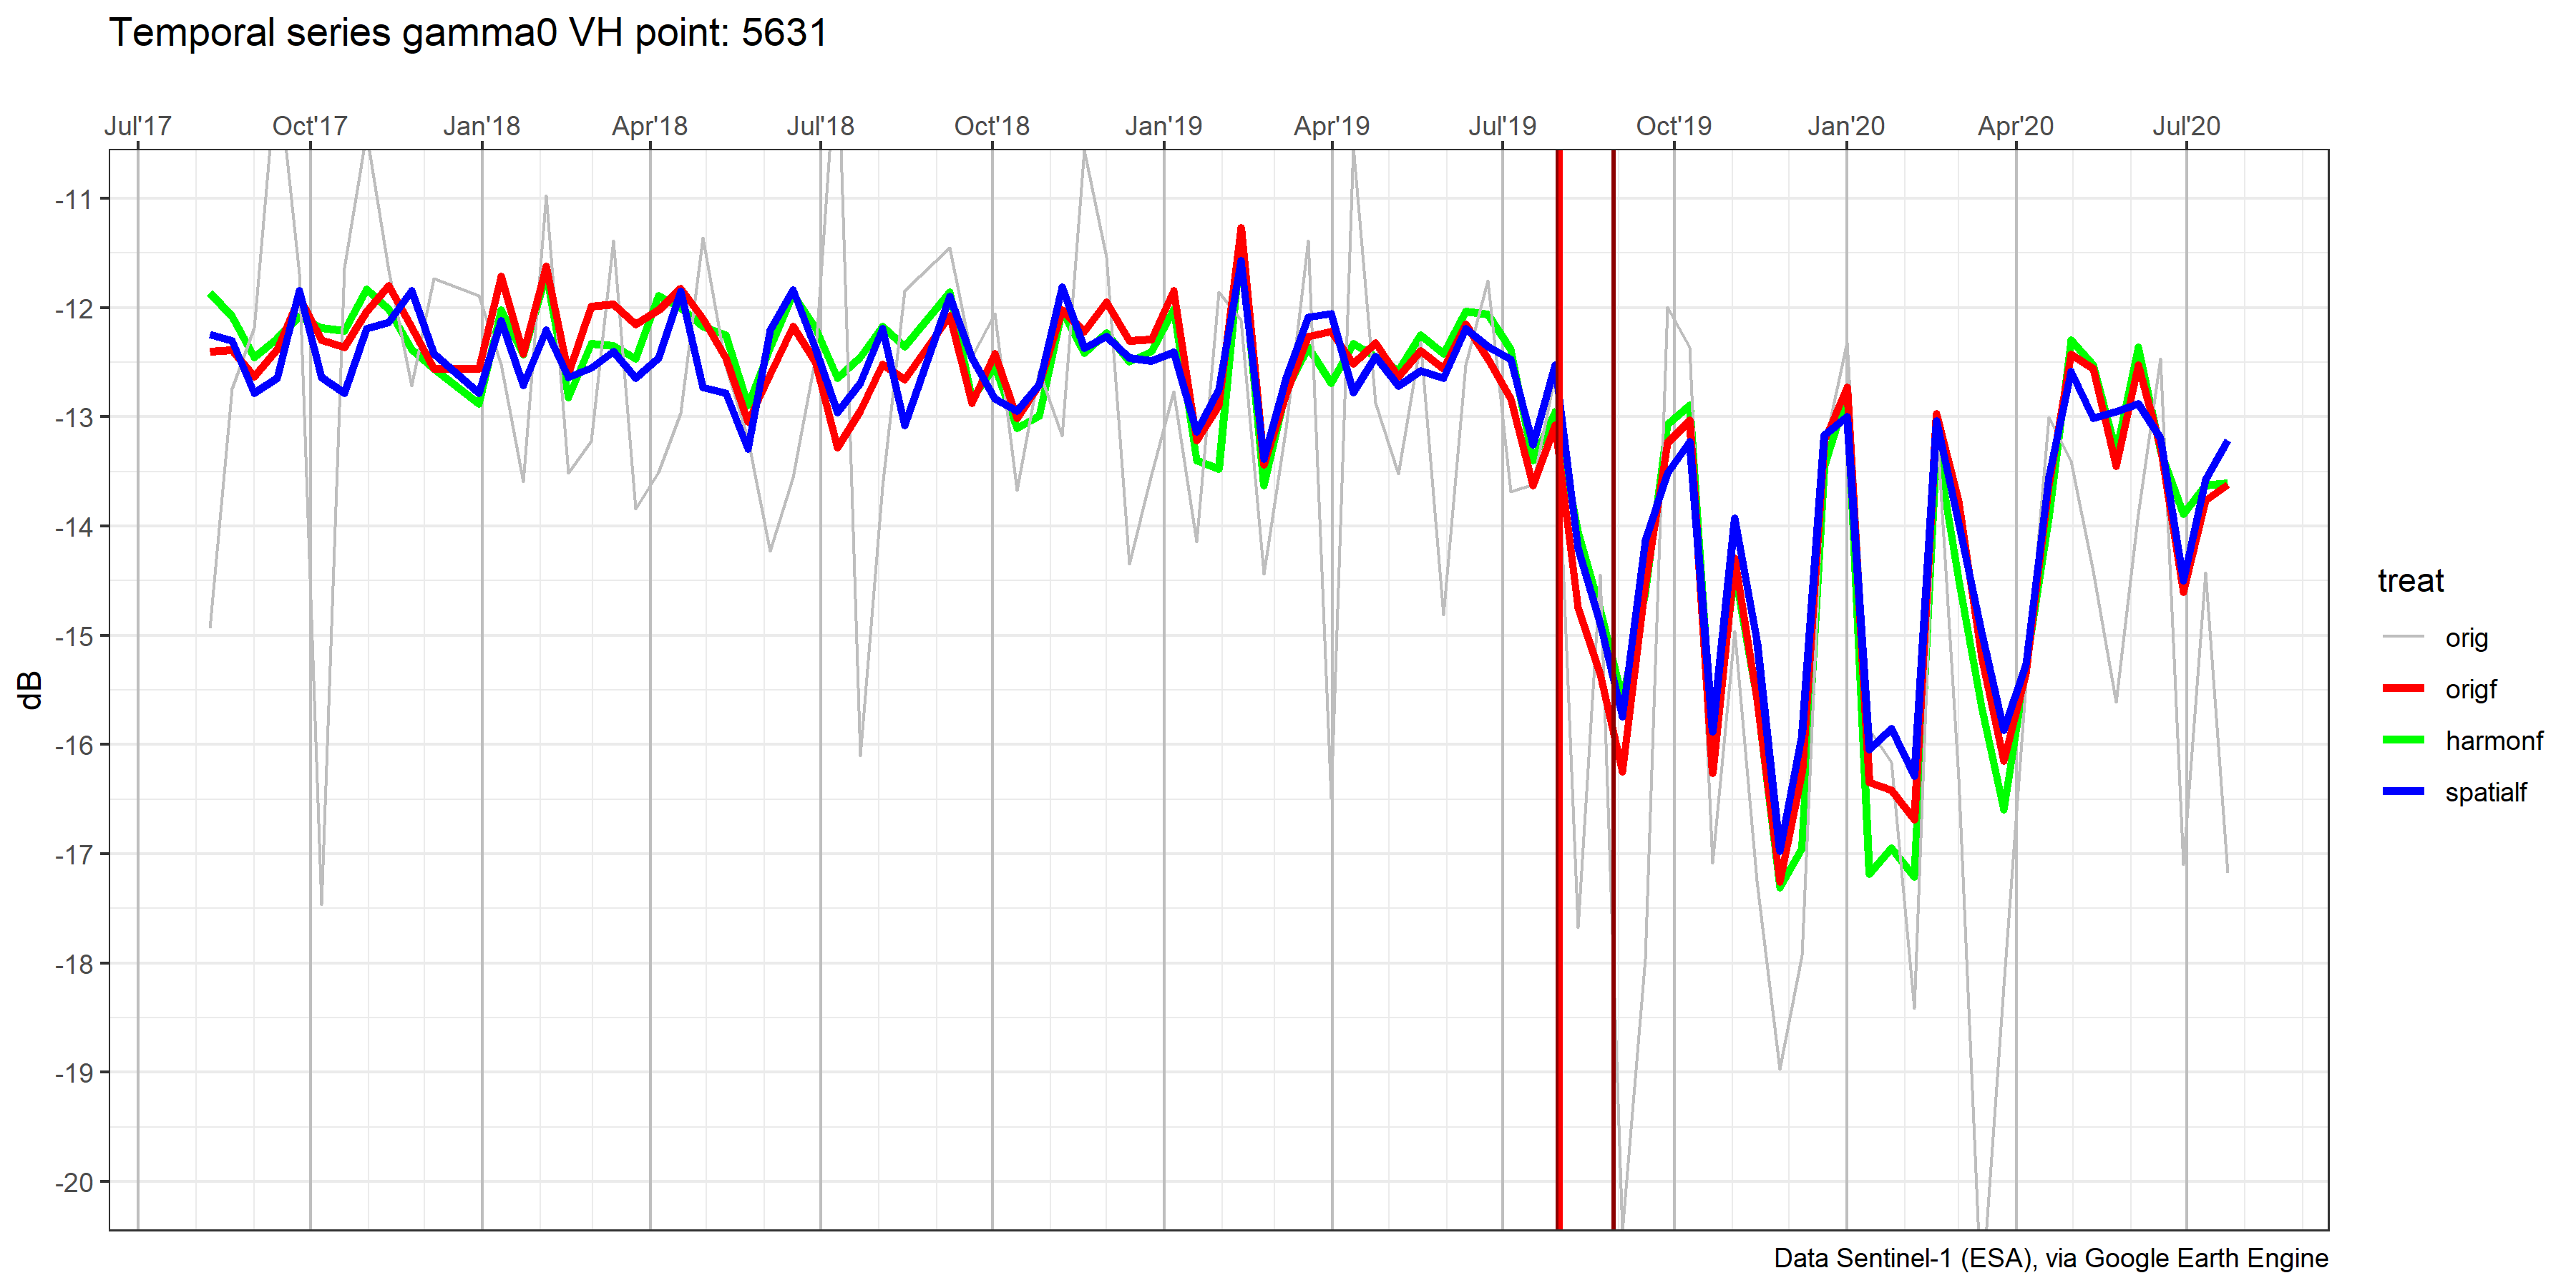 Temporal series gamma0 VH point: 5631
Jul'17 Oct'17 Jan'18 Apr'18 Jul'18 Oct'18 Jan'19 Apr'19 Jul'19 Oct'19 Jan'20 Apr'20 Jul'20
-11
-12
-13
-14
-15
-16
-17
-18
-19
-20
dB
treat
orig
origf
harmonf
spatialf
Data Sentinel-1 (ESA), via Google Earth Engine